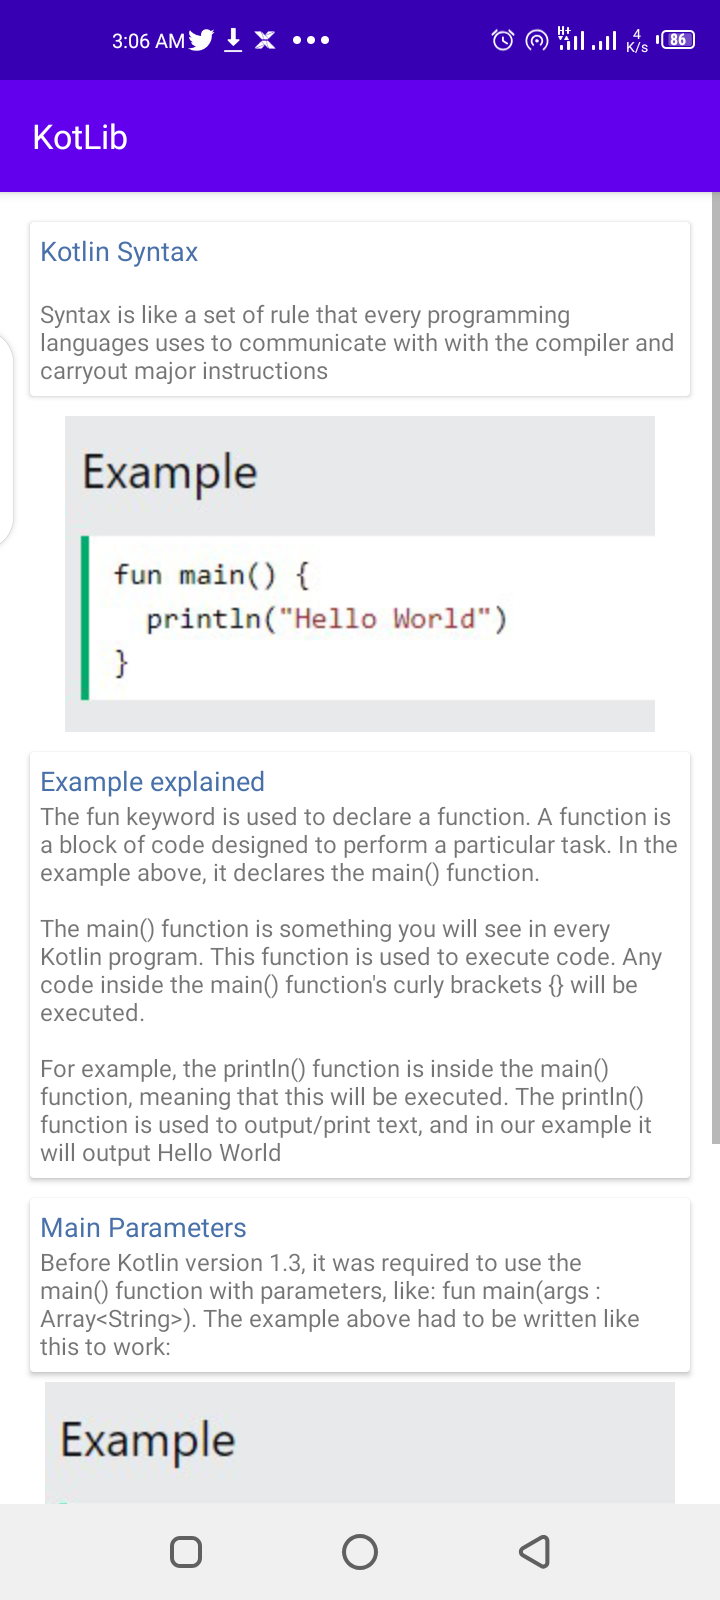 3:06 AM
H+
4
K/s
86
KotLib
Kotlin Syntax
Syntax is like a set of rule that every programming
languages uses to communicate with with the compiler and
carryout major instructions
Example
fun main() {
  println("Hello World")
}
Example explained
The fun keyword is used to declare a function. A function is
a block of code designed to perform a particular task. In the
example above, it declares the main() function.
The main() function is something you will see in every
Kotlin program. This function is used to execute code. Any
code inside the main() function's curly brackets {} will be
executed.
For example, the println() function is inside the main()
function, meaning that this will be executed. The println()
function is used to output/print text, and in our example it
will output Hello World
Main Parameters
Before Kotlin version 1.3, it was required to use the
main() function with parameters, like: fun main(args :
Array<String>). The example above had to be written like
this to work:
Example